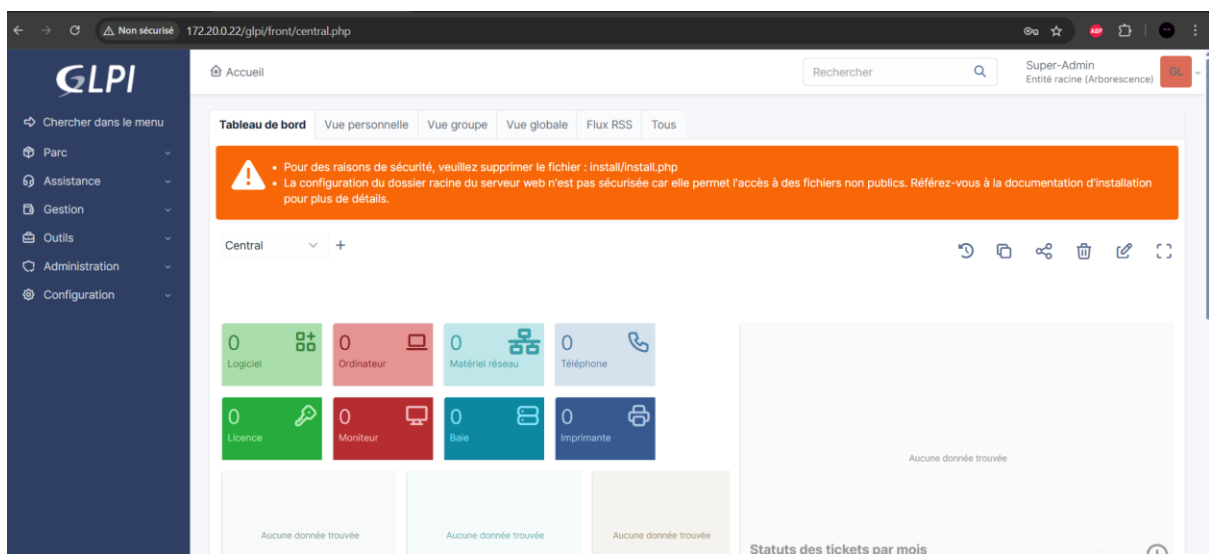 Non sécurisé 172.20.0.22/glpi/front/central.php
ABP
GLPI
Accueil
Rechercher
Super-Admin
Entité racine (Arborescence)
GL
Chercher dans le menu
Parc
Assistance
Gestion
Outils
Administration
Configuration
Tableau de bord Vue personnelle Vue groupe Vue globale Flux RSS Tous
• Pour des raisons de sécurité, veuillez supprimer le fichier : install/install.php
• La configuration du dossier racine du serveur web n'est pas sécurisée car elle permet l'accès à des fichiers non publics. Référez-vous à la documentation d'installation
pour plus de détails.
Central
0
Logiciel
0
Ordinateur
0
Matériel réseau
0
Téléphone
0
Licence
0
Moniteur
0
Baie
0
Imprimante
Aucune donnée trouvée
Aucune donnée trouvée
Aucune donnée trouvée
Aucune donnée trouvée
Statuts des tickets par mois